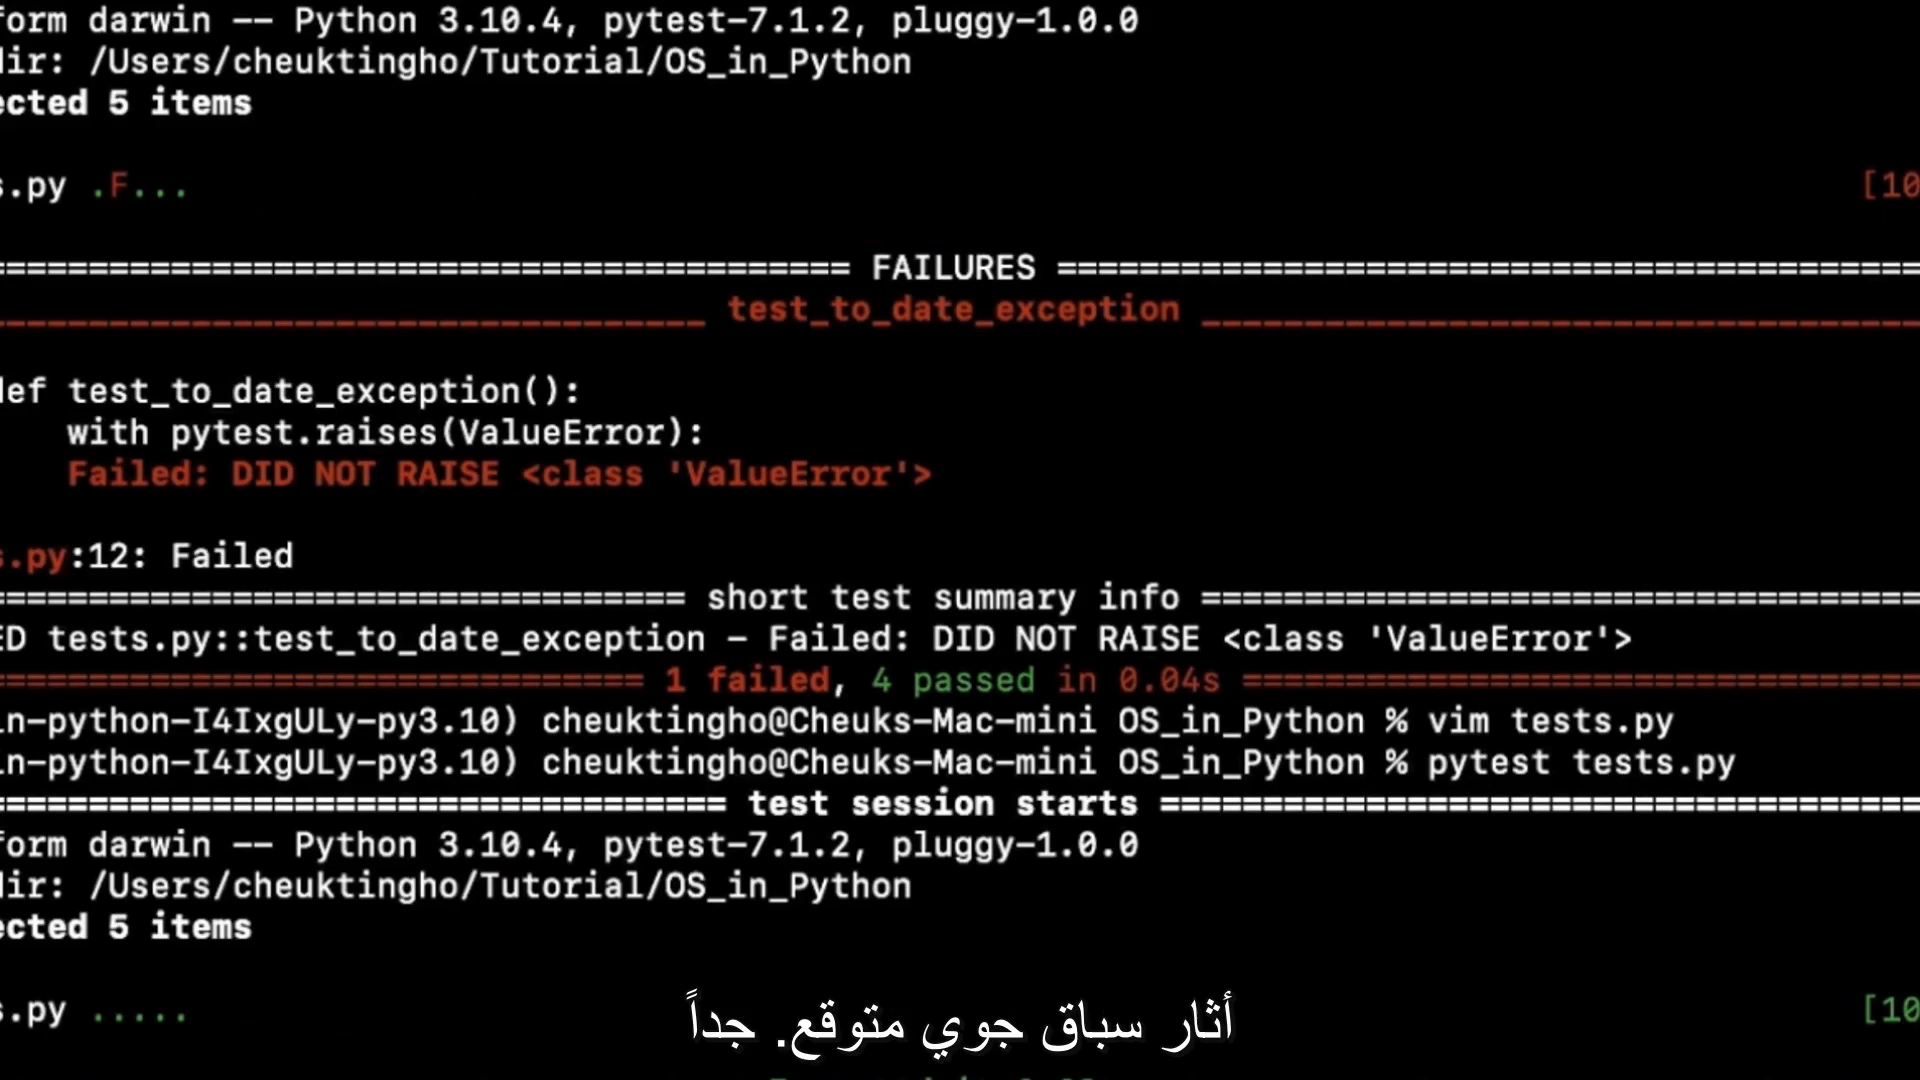 form darwin -- Python 3.10.4, pytest-7.1.2, pluggy-1.0.0
dir: /Users/cheuktingho/Tutorial/OS_in_Python
ected 5 items
s.py .F... [10
========================================= FAILURES ==========================================
__________________________________ test_to_date_exception ___________________________________
def test_to_date_exception():
with pytest.raises(ValueError):
Failed: DID NOT RAISE <class 'ValueError'>
s.py:12: Failed
================================= short test summary info ===================================
ED tests.py::test_to_date_exception - Failed: DID NOT RAISE <class 'ValueError'>
=============================== 1 failed, 4 passed in 0.04s =================================
in-python-I4IxgULy-py3.10) cheuktingho@Cheuks-Mac-mini OS_in_Python % vim tests.py
in-python-I4IxgULy-py3.10) cheuktingho@Cheuks-Mac-mini OS_in_Python % pytest tests.py
=================================== test session starts =====================================
form darwin -- Python 3.10.4, pytest-7.1.2, pluggy-1.0.0
dir: /Users/cheuktingho/Tutorial/OS_in_Python
ected 5 items
s.py ..... [10
أثار سباق جوي متوقع. جداً